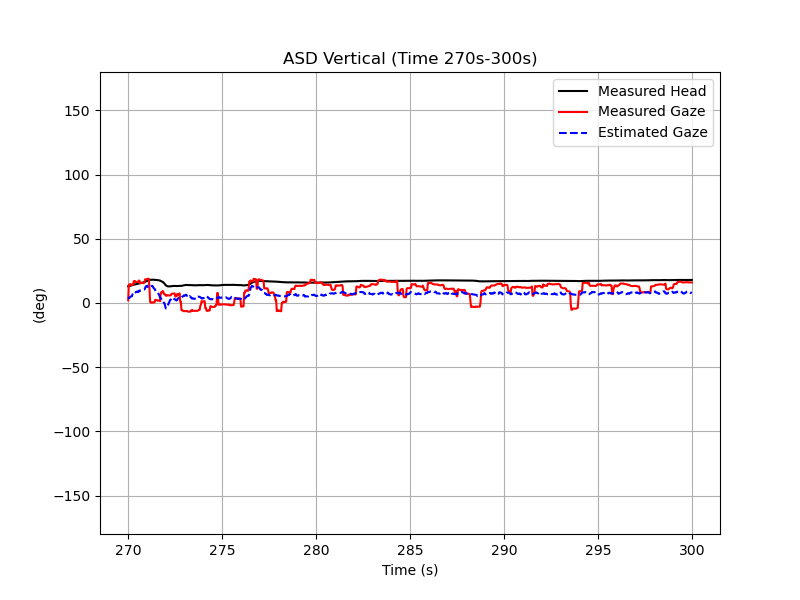 ASD Vertical (Time 270s-300s)
Measured Head
Measured Gaze
Estimated Gaze
150
100
50
0
−50
−100
−150
(deg)
270
275
280
285
290
295
300
Time (s)